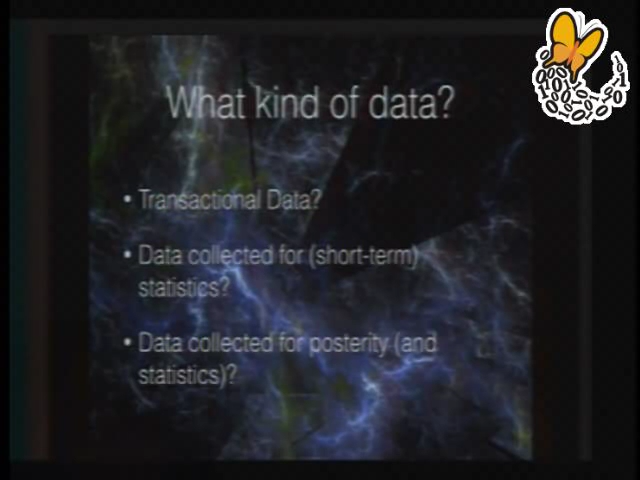 What kind of data?
• Transactional Data?
• Data collected for (short-term)
statistics?
• Data collected for posterity (and
statistics)?